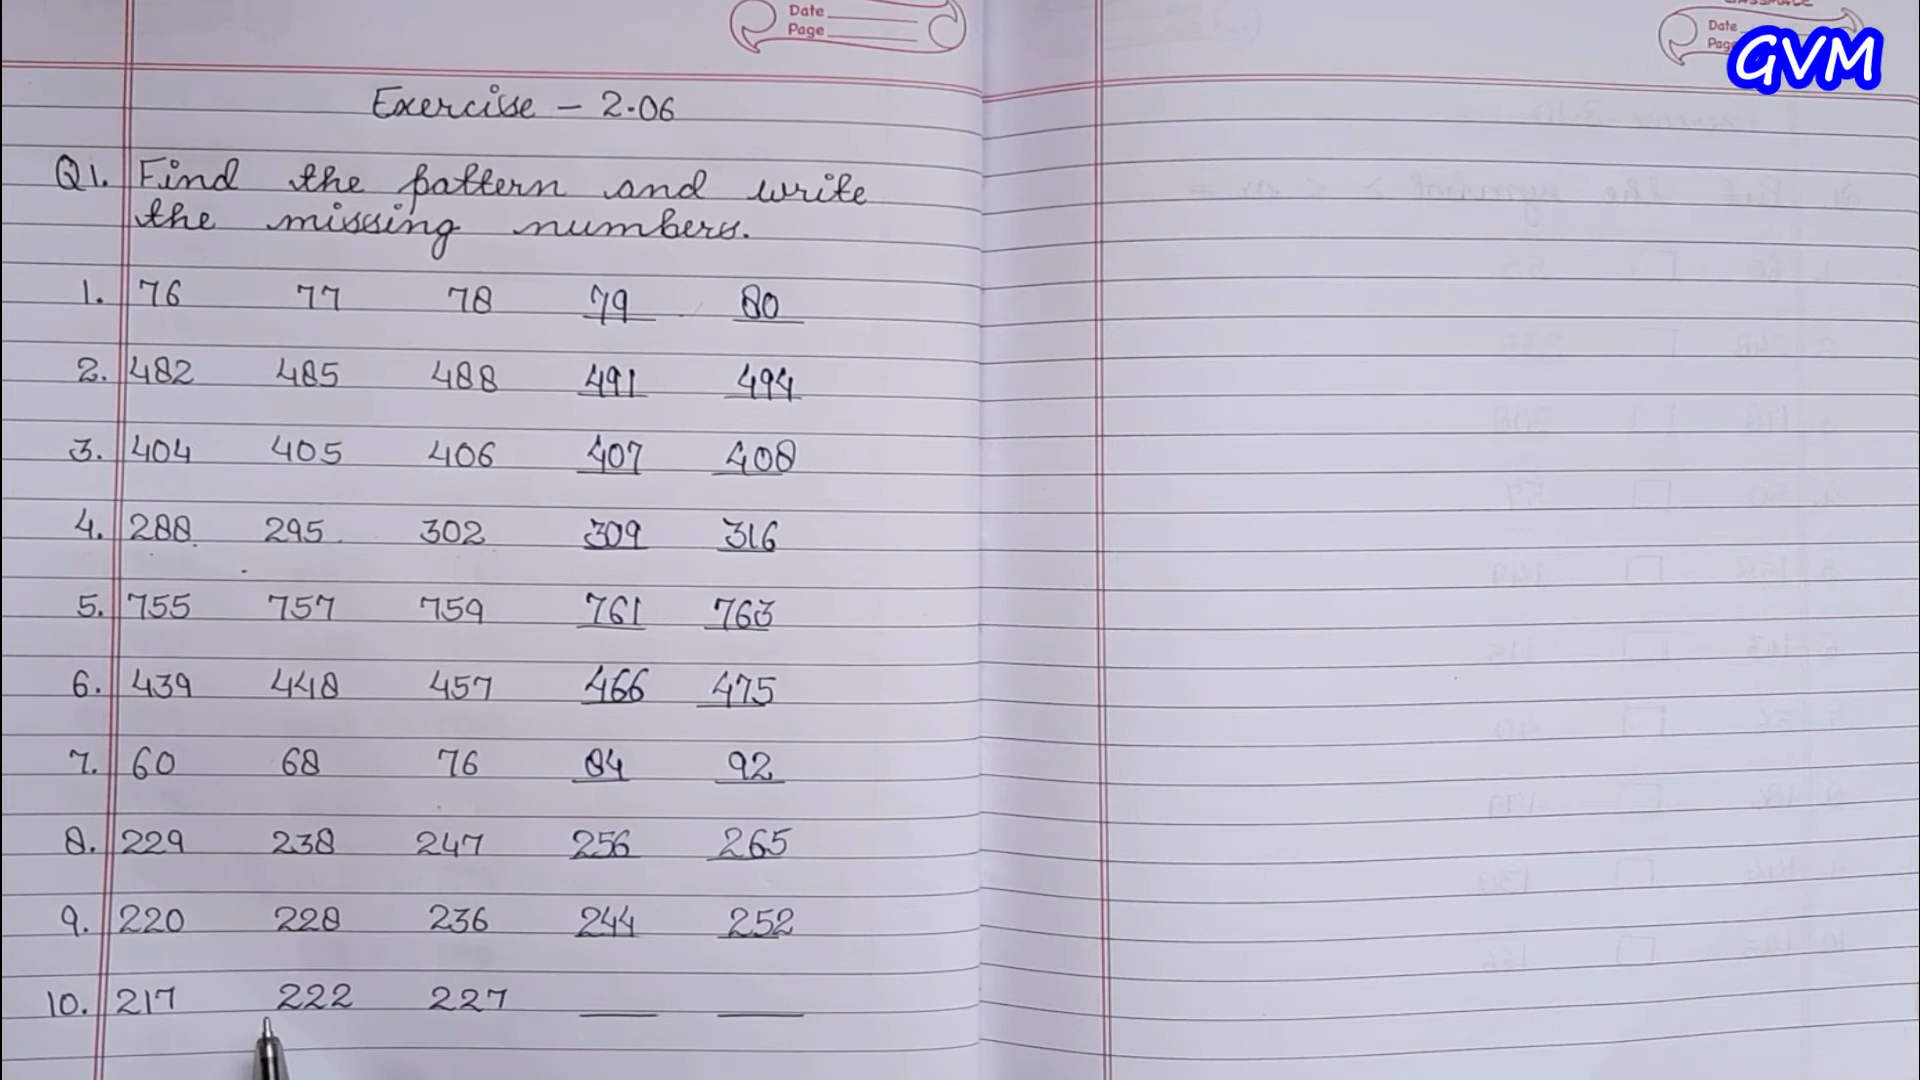 Date
Page
Date
Page
GVM
Exercise - 2.06
Q1. Find the pattern and write
the missing numbers.
1. 76 77 78 79 80
2. 482 485 488 491 494
3. 404 405 406 407 408
4. 288 295 302 309 316
5. 755 757 759 761 763
6. 439 448 457 466 475
7. 60 68 76 84 92
8. 229 238 247 256 265
9. 220 228 236 244 252
10. 217 222 227